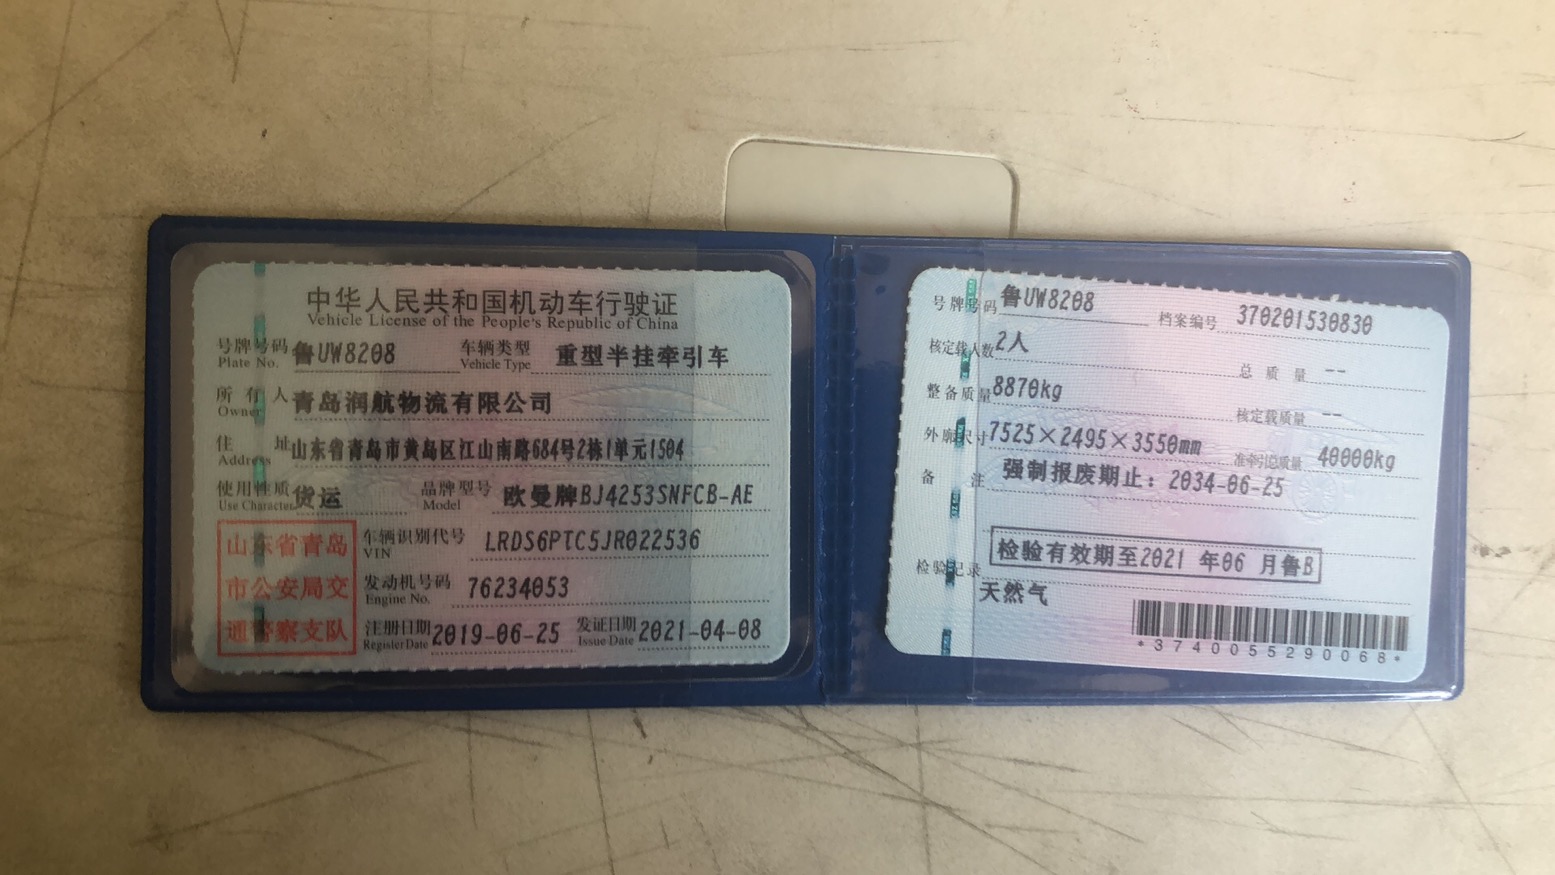 中华人民共和国机动车行驶证
Vehicle License of the People's Republic of China
号牌号码 鲁UW8208 车辆类型 重型半挂牵引车
Plate No. Vehicle Type
所有人 青岛润航物流有限公司
Owner
住址 山东省青岛市黄岛区江山南路684号2栋1单元1504
Address
使用性质 货运 品牌型号 欧曼牌BJ4253SNFCB-AE
Use Character Model
山东省青岛
市公安局交
通警察支队
车辆识别代号 LRDS6PTC5JR022536
VIN
发动机号码 76234053
Engine No.
注册日期 2019-06-25 发证日期 2021-04-08
Register Date Issue Date
号牌号码 鲁UW8208 档案编号 370201530830
核定载人数 2人 总质量 --
整备质量 8870kg 核定载质量 --
外廓尺寸 7525×2495×3550mm 准牵引总质量 40000kg
备注 强制报废期止：2034-06-25
检验有效期至2021 年06 月鲁B
检验记录
天然气
*3740055290068*